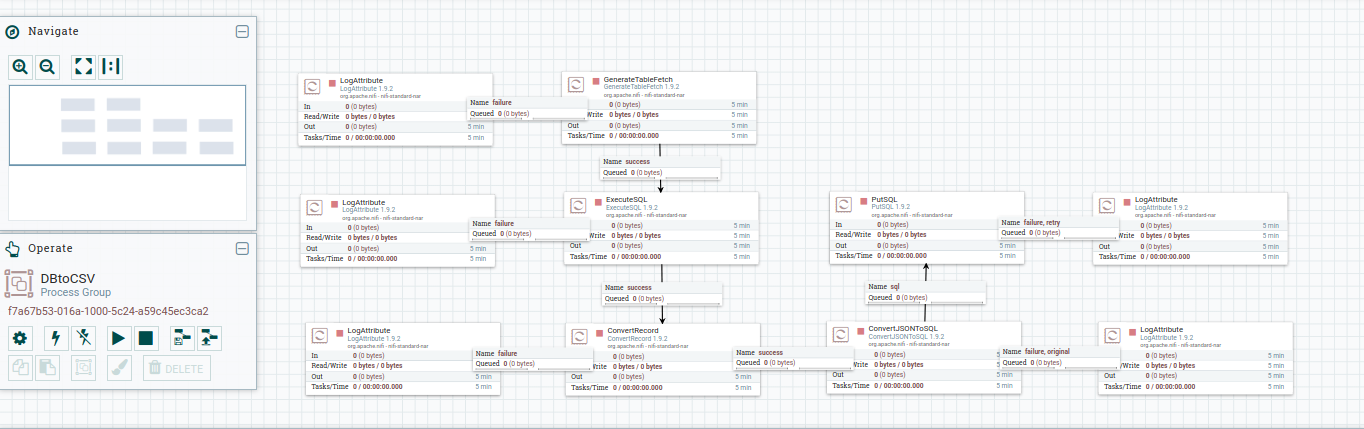 Navigate
Operate
DBtoCSV
Process Group
f7a67b53-016a-1000-5c24-a59c45ec3ca2
DELETE
LogAttribute
LogAttribute 1.9.2
org.apache.nifi - nifi-standard-nar
In 0 (0 bytes)
Read/Write 0 bytes / 0 bytes
Out 0 (0 bytes) 5 min
Tasks/Time 0 / 00:00:00.000 5 min
Name failure
Queued 0 (0 bytes)
GenerateTableFetch
GenerateTableFetch 1.9.2
org.apache.nifi - nifi-standard-nar
0 (0 bytes) 5 min
Write 0 bytes / 0 bytes 5 min
Out 0 (0 bytes) 5 min
Tasks/Time 0 / 00:00:00.000 5 min
Name success
Queued 0 (0 bytes)
LogAttribute
LogAttribute 1.9.2
org.apache.nifi - nifi-standard-nar
In 0 (0 bytes)
Read/Write 0 bytes / 0 bytes
Out 0 (0 bytes) 5 min
Tasks/Time 0 / 00:00:00.000 5 min
Name failure
Queued 0 (0 bytes)
ExecuteSQL
ExecuteSQL 1.9.2
org.apache.nifi - nifi-standard-nar
0 (0 bytes) 5 min
Write 0 bytes / 0 bytes 5 min
Out 0 (0 bytes) 5 min
Tasks/Time 0 / 00:00:00.000 5 min
PutSQL
PutSQL 1.9.2
org.apache.nifi - nifi-standard-nar
In 0 (0 bytes)
Read/Write 0 bytes / 0 bytes
Out 0 (0 bytes) 5 min
Tasks/Time 0 / 00:00:00.000 5 min
Name failure, retry
Queued 0 (0 bytes)
LogAttribute
LogAttribute 1.9.2
org.apache.nifi - nifi-standard-nar
0 (0 bytes) 5 min
Write 0 bytes / 0 bytes 5 min
Out 0 (0 bytes) 5 min
Tasks/Time 0 / 00:00:00.000 5 min
Name success
Queued 0 (0 bytes)
Name sql
Queued 0 (0 bytes)
LogAttribute
LogAttribute 1.9.2
org.apache.nifi - nifi-standard-nar
In 0 (0 bytes)
Read/Write 0 bytes / 0 bytes
Out 0 (0 bytes) 5 min
Tasks/Time 0 / 00:00:00.000 5 min
Name failure
Queued 0 (0 bytes)
ConvertRecord
ConvertRecord 1.9.2
org.apache.nifi - nifi-standard-nar
0 (0 bytes)
Write 0 bytes / 0 bytes
Out 0 (0 bytes) 5 min
Tasks/Time 0 / 00:00:00.000 5 min
Name success
Queued 0 (0 bytes)
ConvertJSONToSQL
ConvertJSONToSQL 1.9.2
org.apache.nifi - nifi-standard-nar
0 (0 bytes)
Write 0 bytes / 0 bytes
Out 0 (0 bytes) 5 min
Tasks/Time 0 / 00:00:00.000 5 min
Name failure, original
Queued 0 (0 bytes)
LogAttribute
LogAttribute 1.9.2
org.apache.nifi - nifi-standard-nar
0 (0 bytes) 5 min
Write 0 bytes / 0 bytes 5 min
Out 0 (0 bytes) 5 min
Tasks/Time 0 / 00:00:00.000 5 min